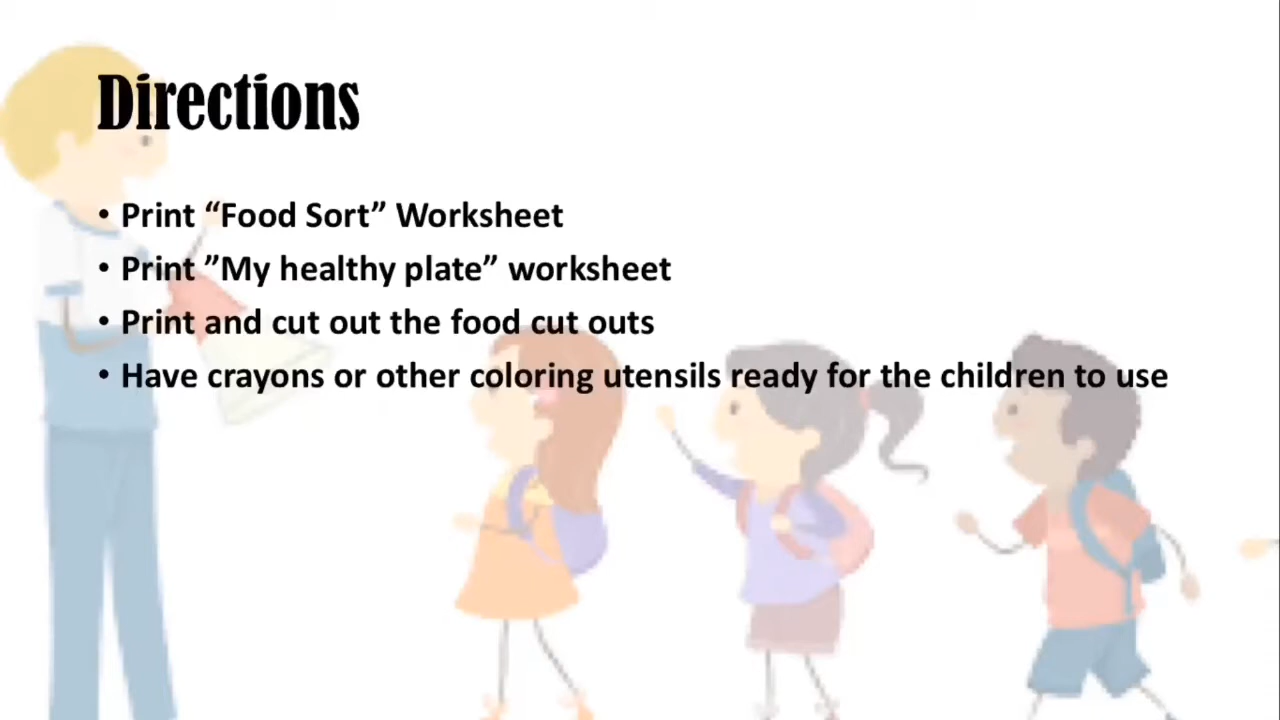 Directions
• Print “Food Sort” Worksheet
• Print ”My healthy plate” worksheet
• Print and cut out the food cut outs
• Have crayons or other coloring utensils ready for the children to use